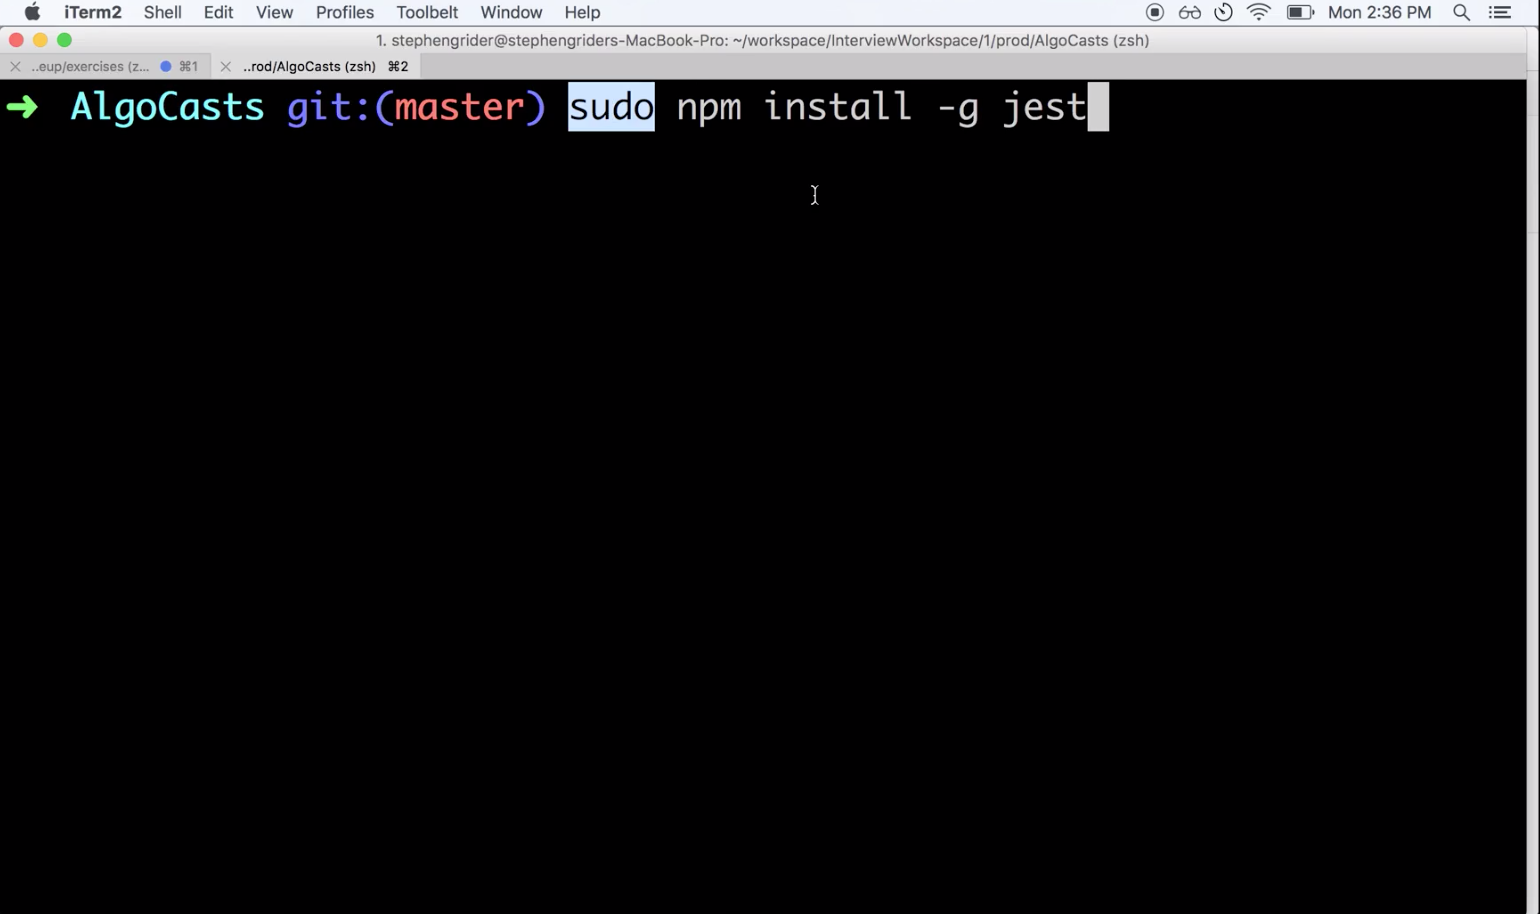 iTerm2 Shell Edit View Profiles Toolbelt Window Help Mon 2:36 PM
1. stephengrider@stephengriders-MacBook-Pro: ~/workspace/InterviewWorkspace/1/prod/AlgoCasts (zsh)
..eup/exercises (z... ⌘1 ..rod/AlgoCasts (zsh) ⌘2
➜ AlgoCasts git:(master) sudo npm install -g jest